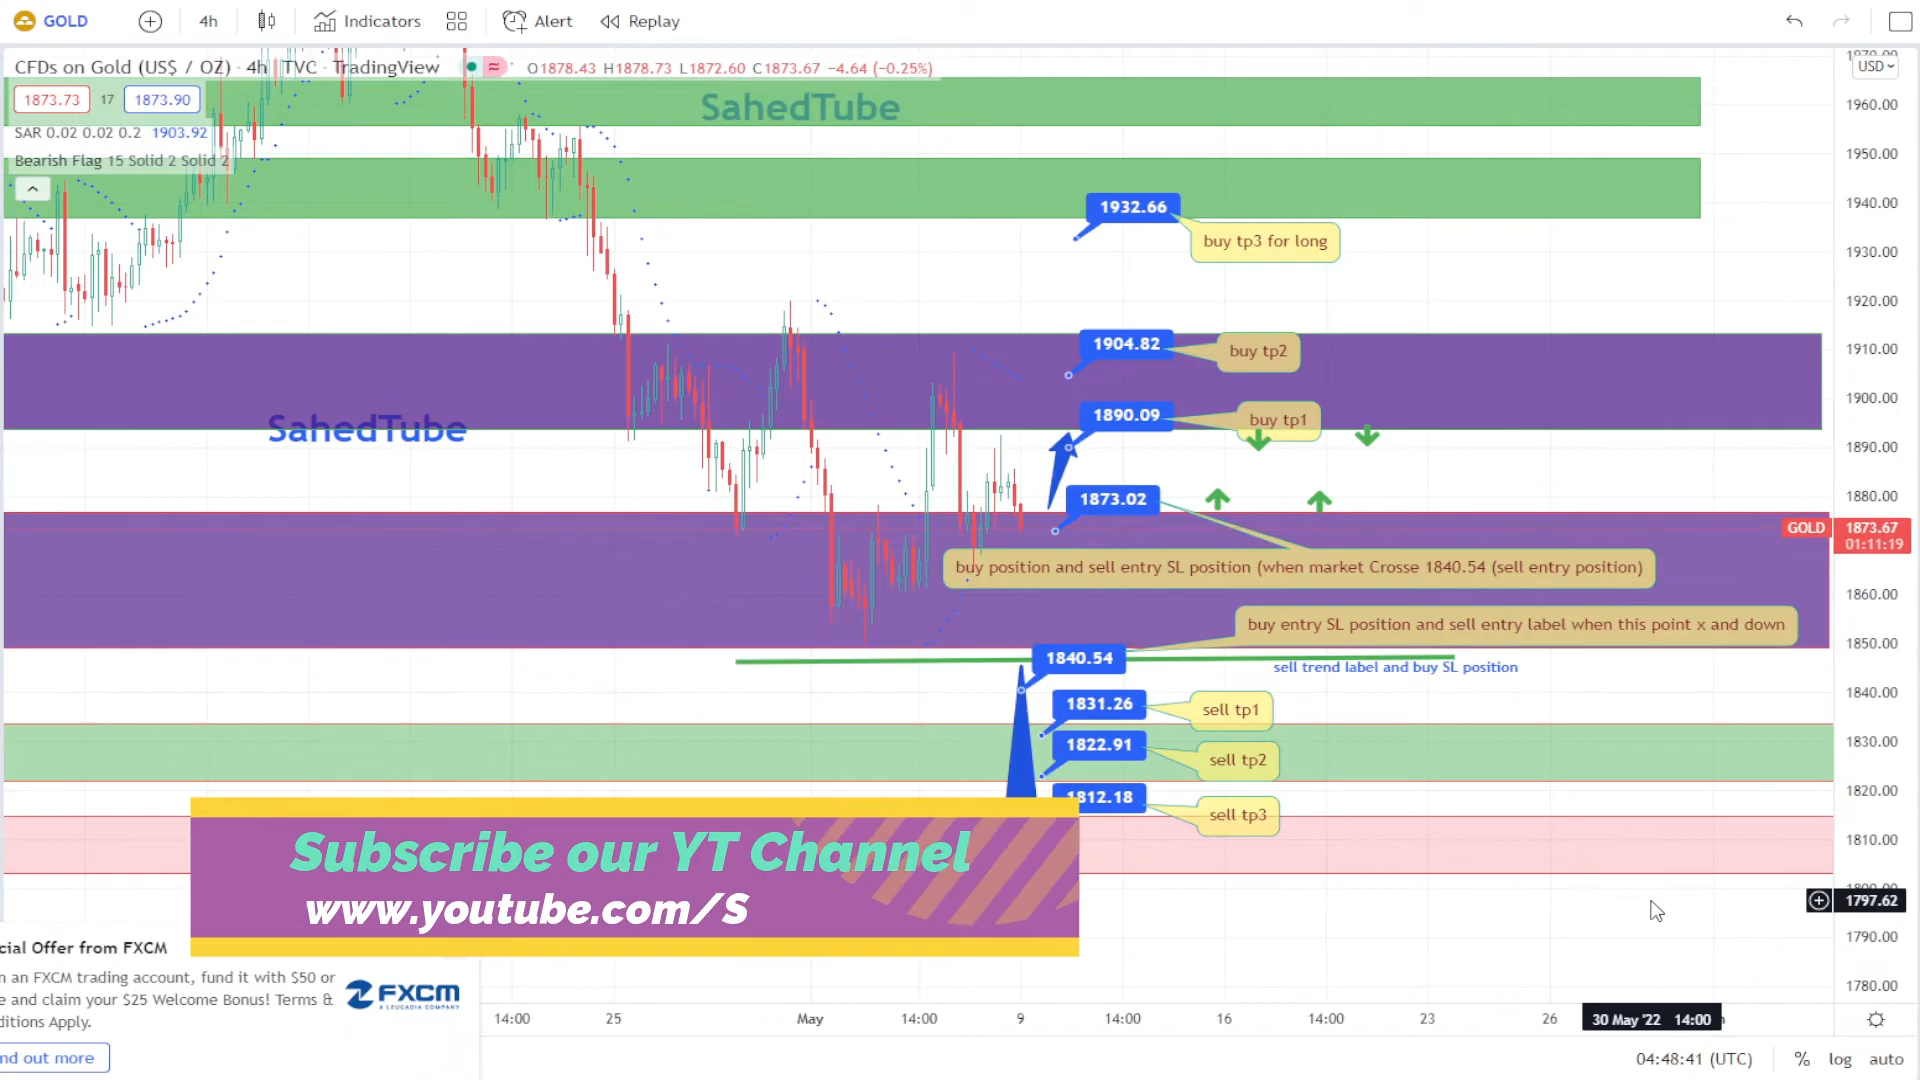 GOLD
4h
Indicators
Alert
Replay
CFDs on Gold (US$ / OZ) · 4h · TVC · TradingView
O1878.43 H1878.73 L1872.60 C1873.67 −4.64 (−0.25%)
USD
1873.73
17
1873.90
SAR 0.02 0.02 0.2 1903.92
Bearish Flag 15 Solid 2 Solid 2
SahedTube
SahedTube
1932.66
buy tp3 for long
1904.82
buy tp2
1890.09
buy tp1
1873.02
buy position and sell entry SL position (when market Crosse 1840.54 (sell entry position)
buy entry SL position and sell entry label when this point x and down
1840.54
sell trend label and buy SL position
1831.26
sell tp1
1822.91
sell tp2
1812.18
sell tp3
Subscribe our YT Channel
www.youtube.com/S
1970.00
1960.00
1950.00
1940.00
1930.00
1920.00
1910.00
1900.00
1890.00
1880.00
GOLD 1873.67
01:11:19
1860.00
1850.00
1840.00
1830.00
1820.00
1810.00
1800.00
1797.62
1790.00
1780.00
cial Offer from FXCM
n an FXCM trading account, fund it with $50 or
e and claim your $25 Welcome Bonus! Terms &
ditions Apply.
FXCM
A LEUCADIA COMPANY
nd out more
14:00
25
May
14:00
9
14:00
16
14:00
23
26
30 May '22 14:00
04:48:41 (UTC)
%
log
auto